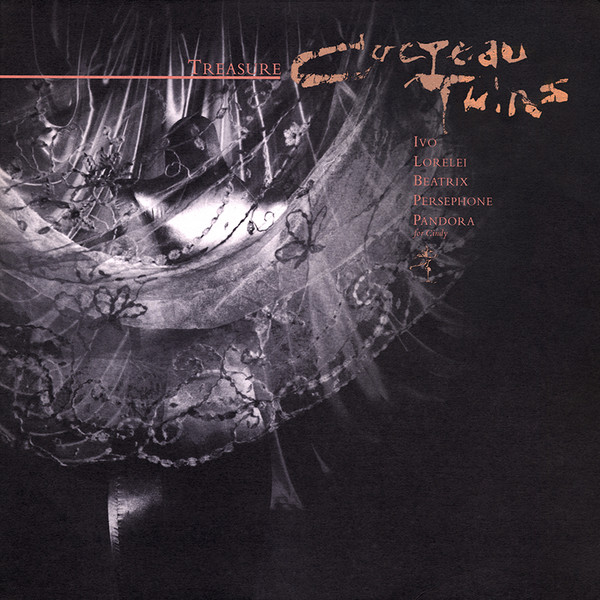 TREASURE
Cocteau
Twins
IVO
LORELEI
BEATRIX
PERSEPHONE
PANDORA
for Cindy